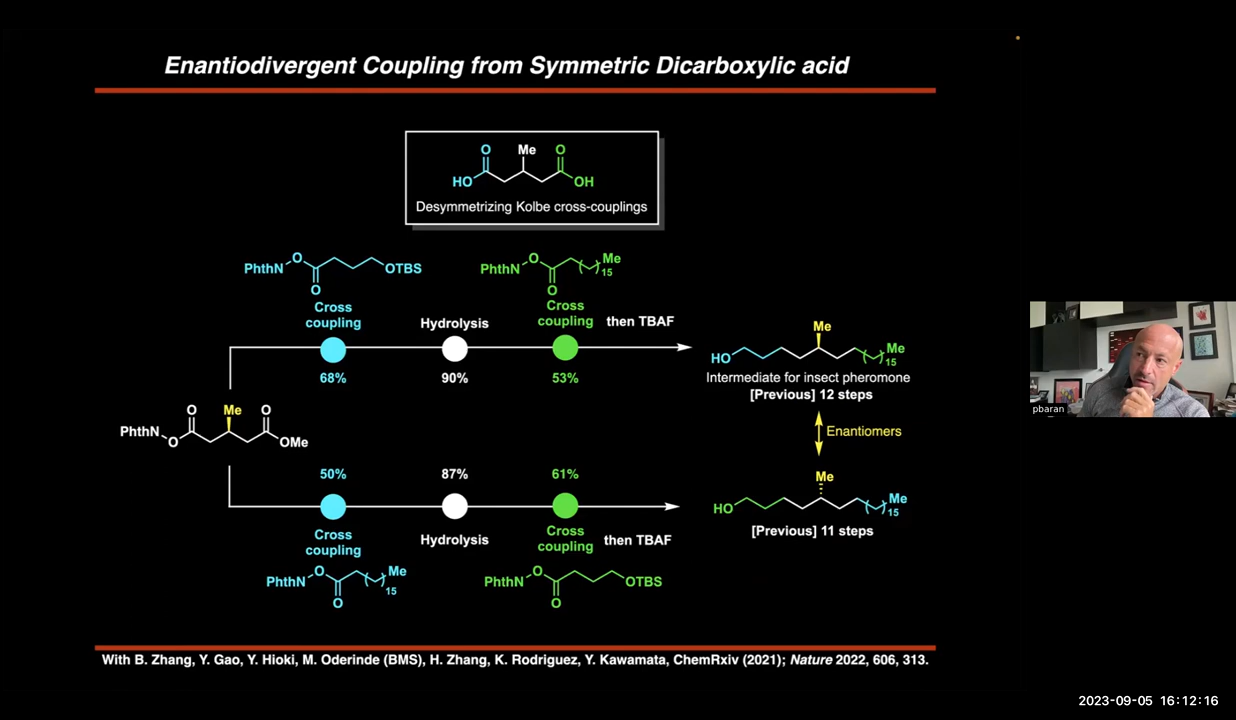 Enantiodivergent Coupling from Symmetric Dicarboxylic acid
O Me O
HO OH
Desymmetrizing Kolbe cross-couplings
PhthN O OTBS
O
Cross
coupling
68%
Hydrolysis
90%
PhthN O Me
15
O
Cross
coupling
then TBAF
53%
Me
HO Me
15
Intermediate for insect pheromone
[Previous] 12 steps
Enantiomers
O Me O
PhthN O OMe
50%
Cross
coupling
PhthN O Me
15
O
87%
Hydrolysis
61%
Cross
coupling
then TBAF
PhthN O OTBS
O
Me
HO Me
15
[Previous] 11 steps
With B. Zhang, Y. Gao, Y. Hioki, M. Oderinde (BMS), H. Zhang, K. Rodriguez, Y. Kawamata, ChemRxiv (2021); Nature 2022, 606, 313.
pbaran
2023-09-05 16:12:16